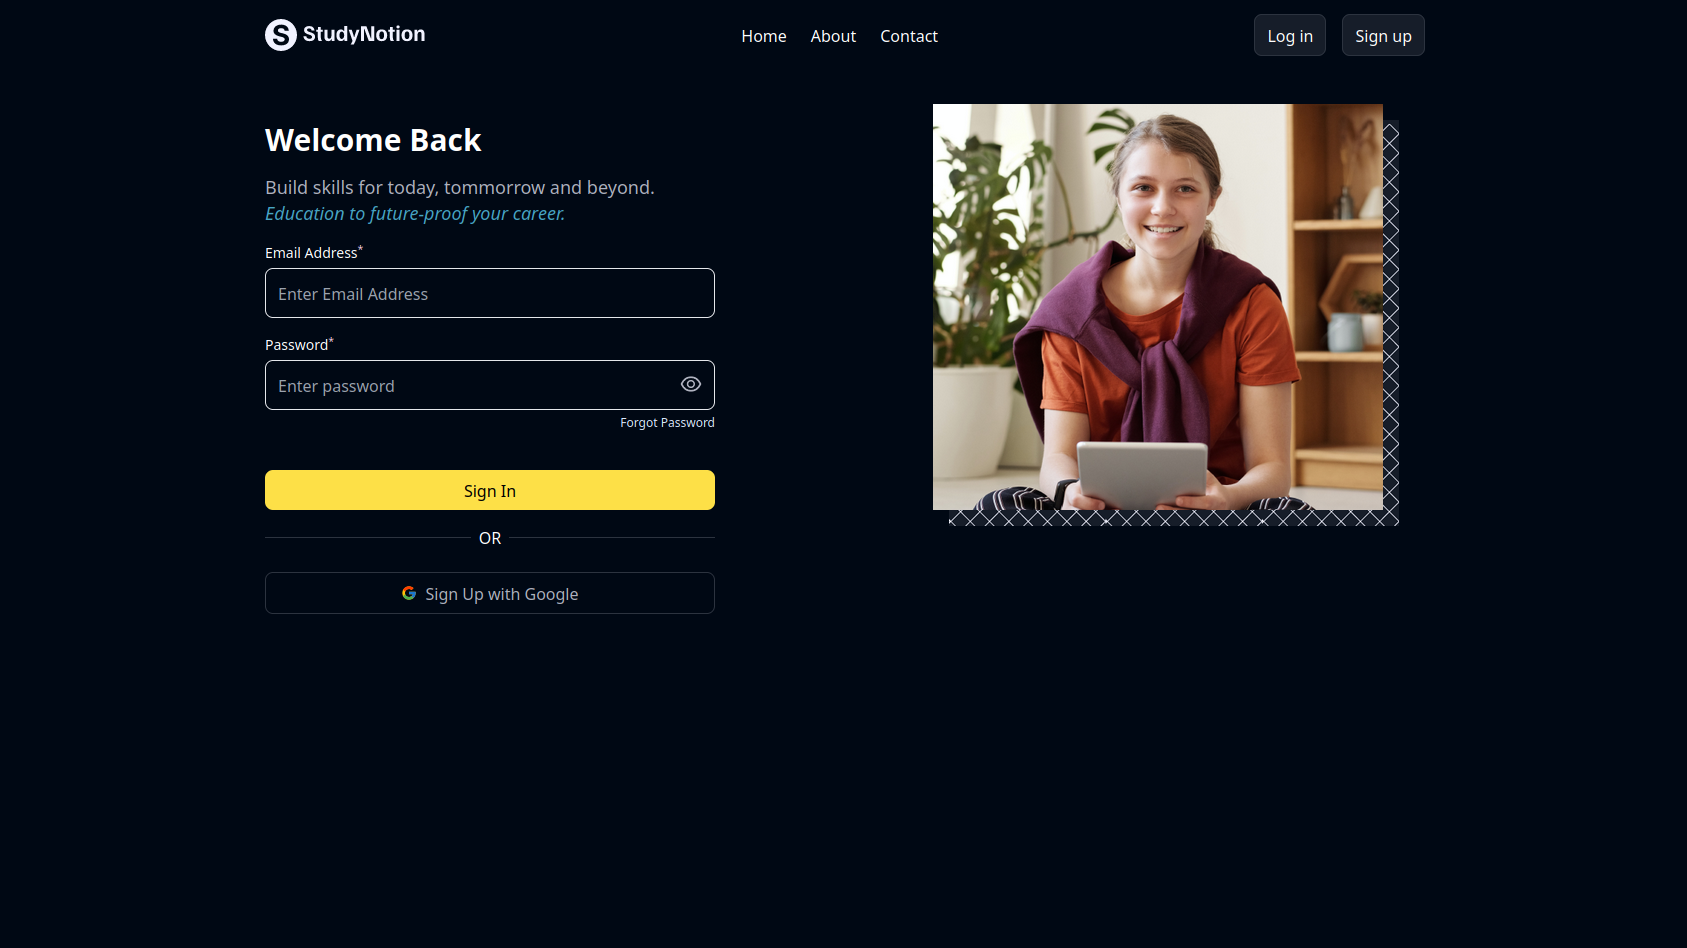 StudyNotion
Home About Contact
Log in Sign up
Welcome Back
Build skills for today, tommorrow and beyond.
Education to future-proof your career.
Email Address*
Enter Email Address
Password*
Enter password
Forgot Password
Sign In
OR
Sign Up with Google